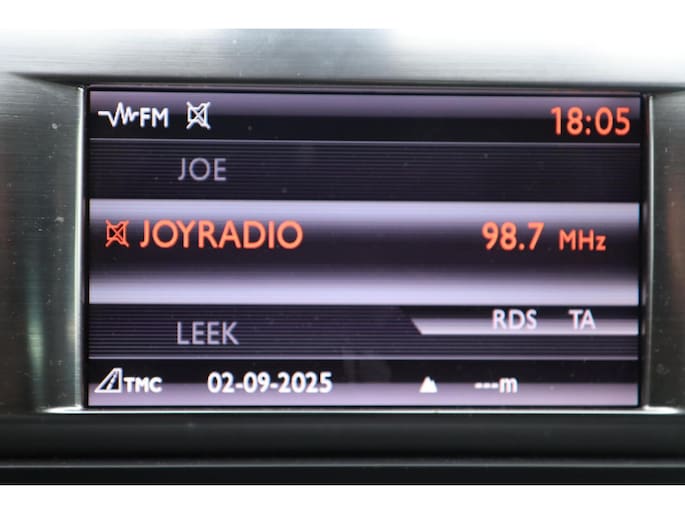 FM 18:05
JOE
JOYRADIO 98.7 MHz
RDS TA
LEEK
TMC 02-09-2025 ---m